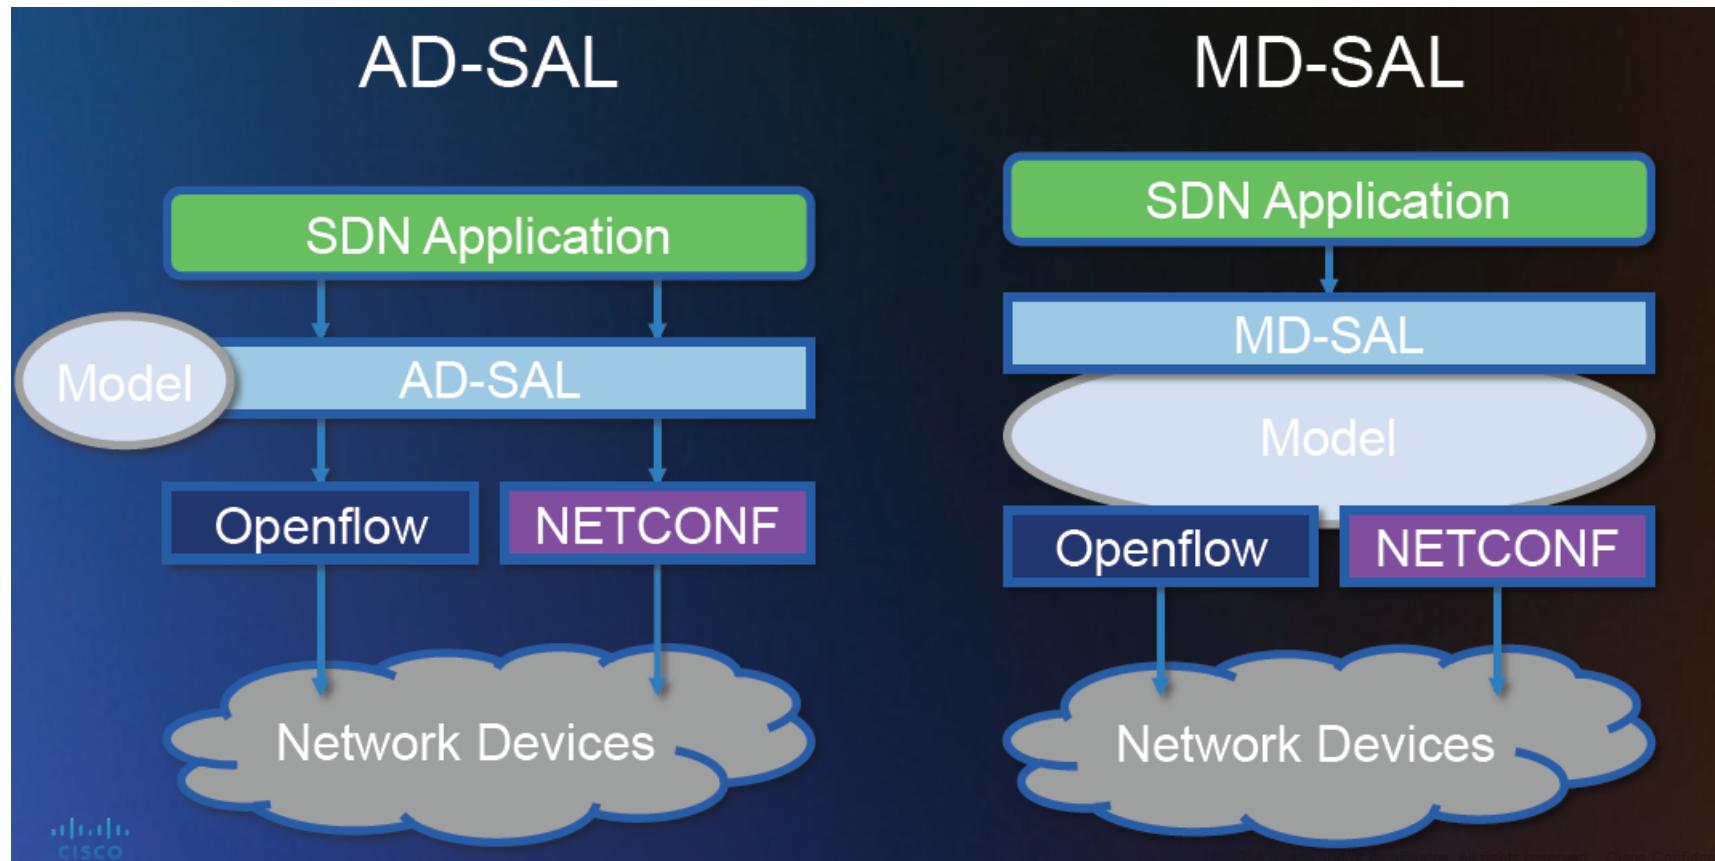 AD-SAL
MD-SAL
SDN Application
Model
AD-SAL
Openflow
NETCONF
Network Devices
SDN Application
MD-SAL
Model
Openflow
NETCONF
Network Devices
CISCO